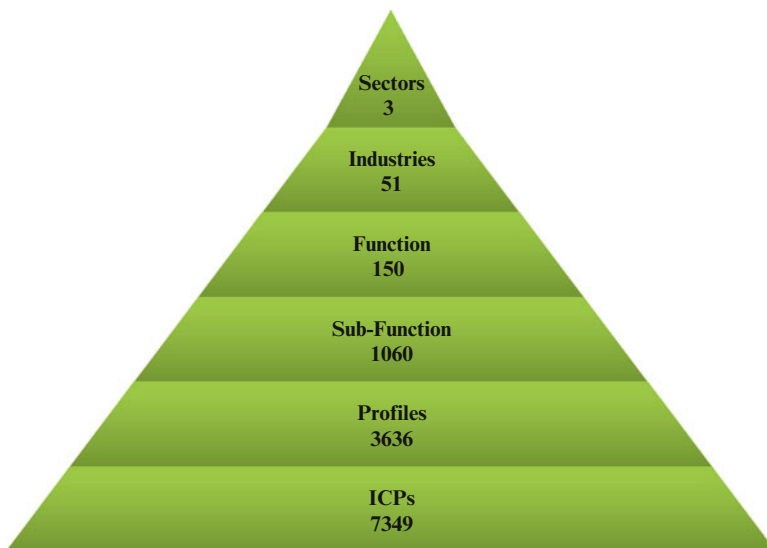 Sectors
3
Industries
51
Function
150
Sub-Function
1060
Profiles
3636
ICPs
7349